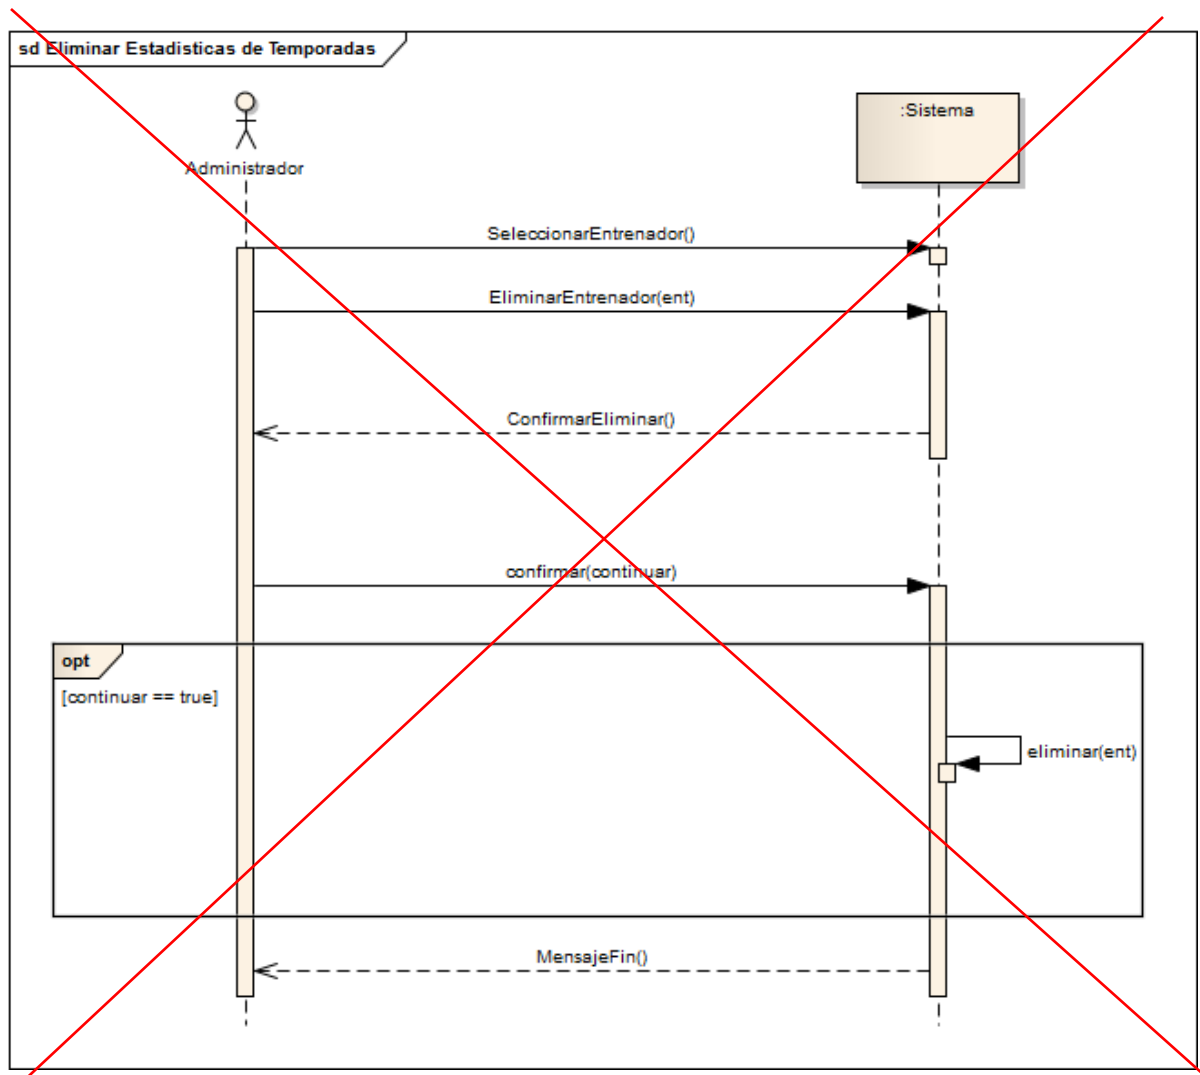 sd Eliminar Estadisticas de Temporadas
:Sistema
Administrador
SeleccionarEntrenador()
EliminarEntrenador(ent)
ConfirmarEliminar()
confirmar(continuar)
opt
[continuar == true]
eliminar(ent)
MensajeFin()